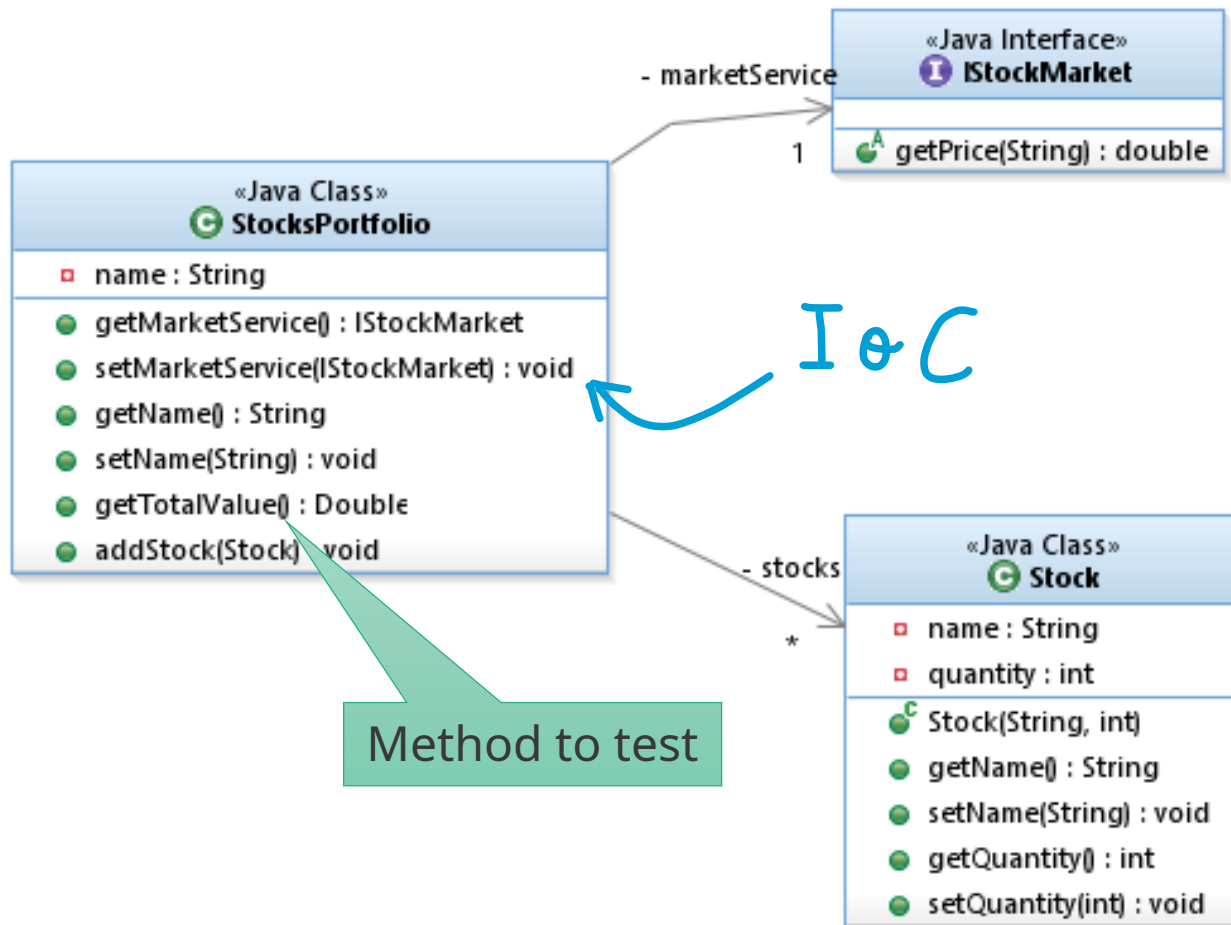 «Java Interface»
I IStockMarket
- marketService
1
A getPrice(String) : double
«Java Class»
C StocksPortfolio
name : String
getMarketService() : IStockMarket
setMarketService(IStockMarket) : void
getName() : String
setName(String) : void
getTotalValue() : Double
addStock(Stock) : void
IoC
- stocks
*
Method to test
«Java Class»
C Stock
name : String
quantity : int
C Stock(String, int)
getName() : String
setName(String) : void
getQuantity() : int
setQuantity(int) : void